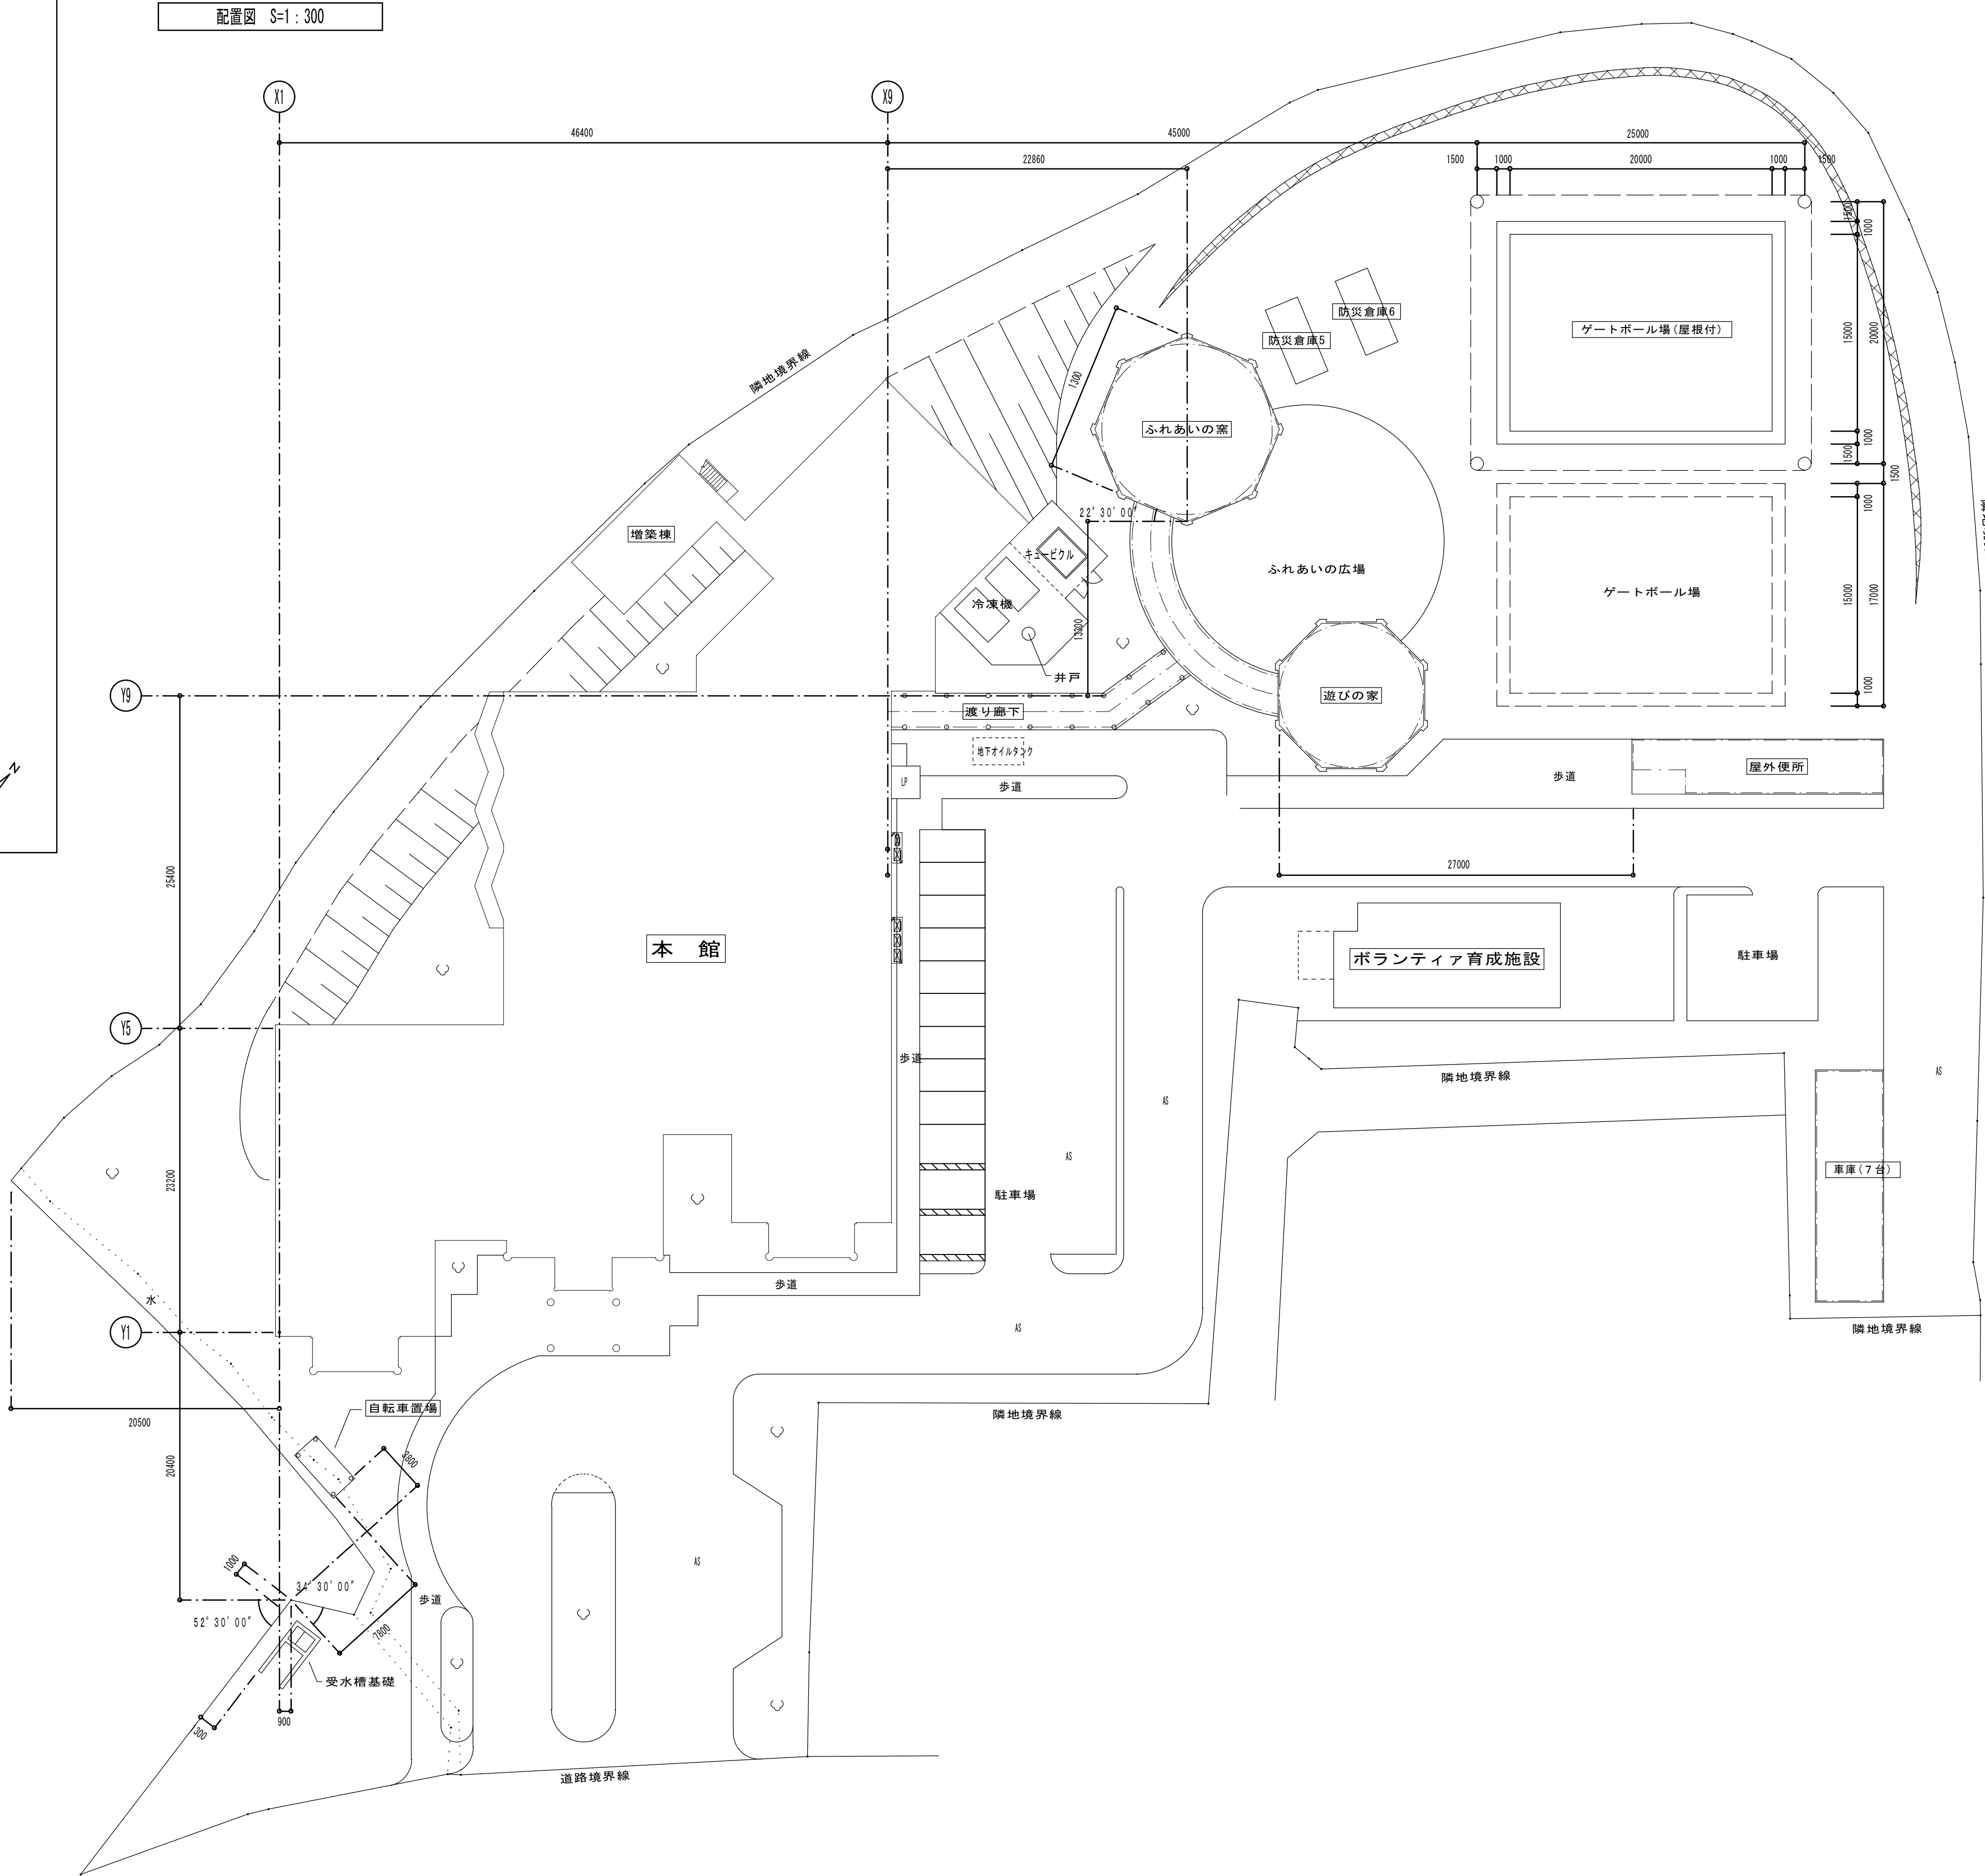 配置図 S=1：300
X1
X9
46400
45000
25000
22860
1500
1000
20000
1000
1500
1500
1000
15000
20000
1000
1500
1500
1000
15000
17000
1000
防災倉庫6
防災倉庫5
ゲートボール場(屋根付)
隣地境界線
1300
ふれあいの窯
22°30′00″
増築棟
キュービクル
冷凍機
13300
井戸
ふれあいの広場
ゲートボール場
Y9
渡り廊下
遊びの家
地下オイルタンク
LP
歩道
歩道
屋外便所
27000
25400
本　館
ボランティァ育成施設
駐車場
Y5
歩道
隣地境界線
AS
AS
AS
車庫(７台)
23200
駐車場
水
歩道
AS
Y1
隣地境界線
自転車置場
隣地境界線
20500
3800
20400
AS
1000
34°30′00″
歩道
52°30′00″
7800
受水槽基礎
900
道路境界線
N